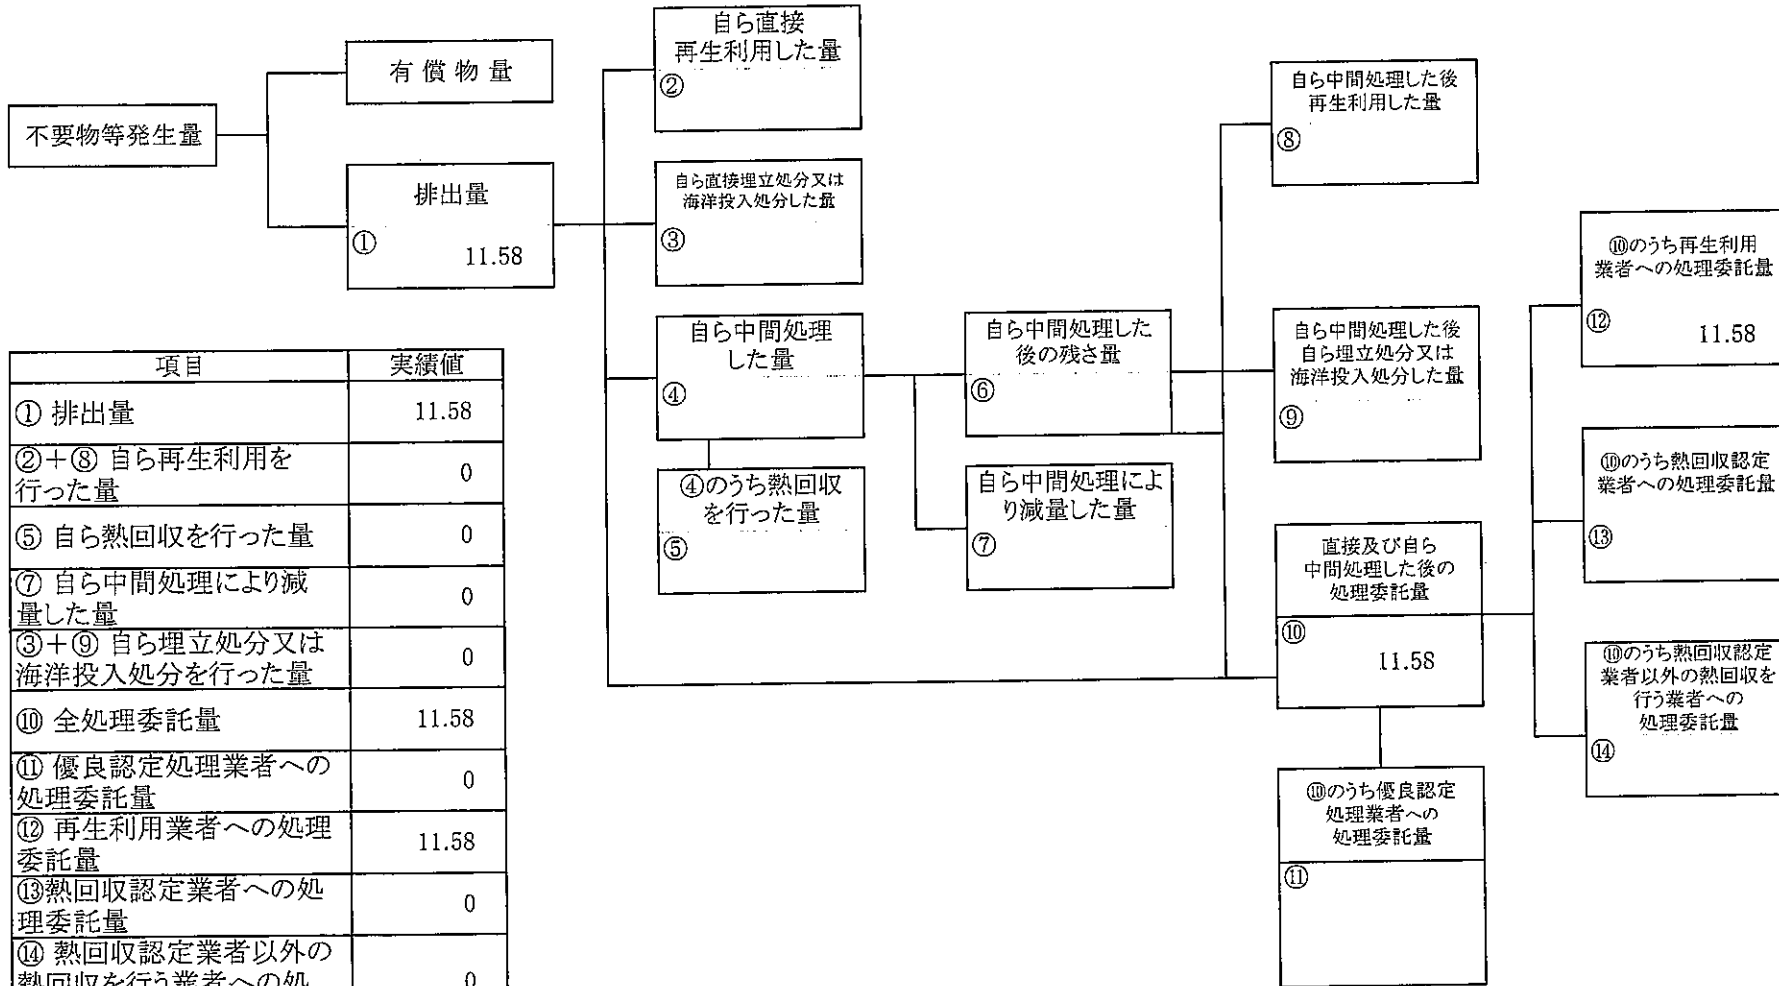 不要物等発生量
有償物量
排出量
①
11.58
自ら直接
再生利用した量
②
自ら直接埋立処分又は
海洋投入処分した量
③
自ら中間処理
した量
④
④のうち熱回収
を行った量
⑤
自ら中間処理した
後の残さ量
⑥
自ら中間処理によ
り減量した量
⑦
自ら中間処理した後
再生利用した量
⑧
自ら中間処理した後
自ら埋立処分又は
海洋投入処分した量
⑨
直接及び自ら
中間処理した後の
処理委託量
⑩
11.58
⑩のうち優良認定
処理業者への
処理委託量
⑪
⑩のうち再生利用
業者への処理委託量
⑫
11.58
⑩のうち熱回収認定
業者への処理委託量
⑬
⑩のうち熱回収認定
業者以外の熱回収を
行う業者への
処理委託量
⑭
項目 実績値
① 排出量 11.58
②+⑧ 自ら再生利用を
行った量 0
⑤ 自ら熱回収を行った量 0
⑦ 自ら中間処理により減
量した量 0
③+⑨ 自ら埋立処分又は
海洋投入処分を行った量 0
⑩ 全処理委託量 11.58
⑪ 優良認定処理業者への
処理委託量 0
⑫ 再生利用業者への処理
委託量 11.58
⑬熱回収認定業者への処
理委託量 0
⑭ 熱回収認定業者以外の
熱回収を行う業者への処 0